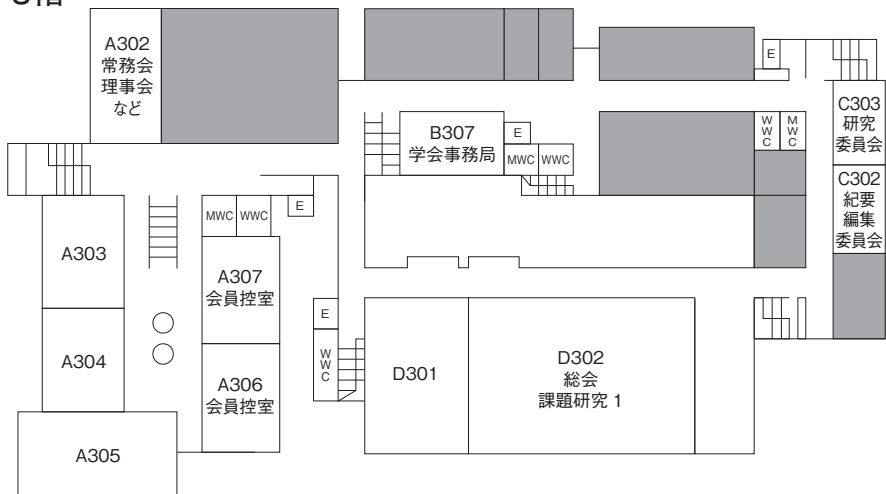 3階
A302
常務会
理事会
など
B307
学会事務局
E
MWC
WWC
E
WWC
MWC
C303
研究
委員会
C302
紀要
編集
委員会
A303
MWC
WWC
E
A307
会員控室
A304
A306
会員控室
E
WWC
D301
D302
総会
課題研究 1
A305